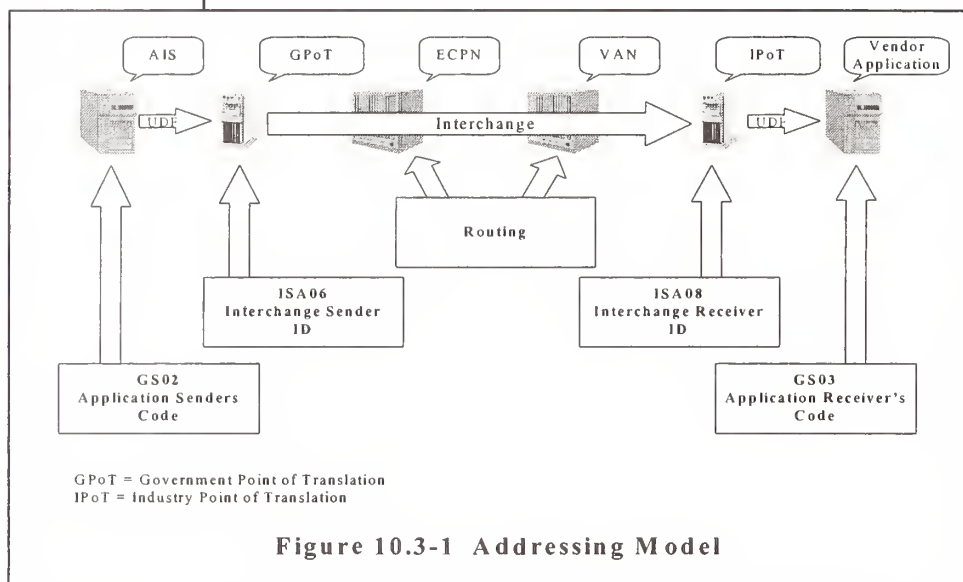 AIS
GPoT
ECPN
VAN
IPoT
Vendor
Application
UDF
Interchange
UDF
Routing
ISA06
Interchange Sender
ID
ISA08
Interchange Receiver
ID
GS02
Application Senders
Code
GS03
Application Receiver's
Code
GPoT = Government Point of Translation
IPoT = Industry Point of Translation
Figure 10.3-1 Addressing Model